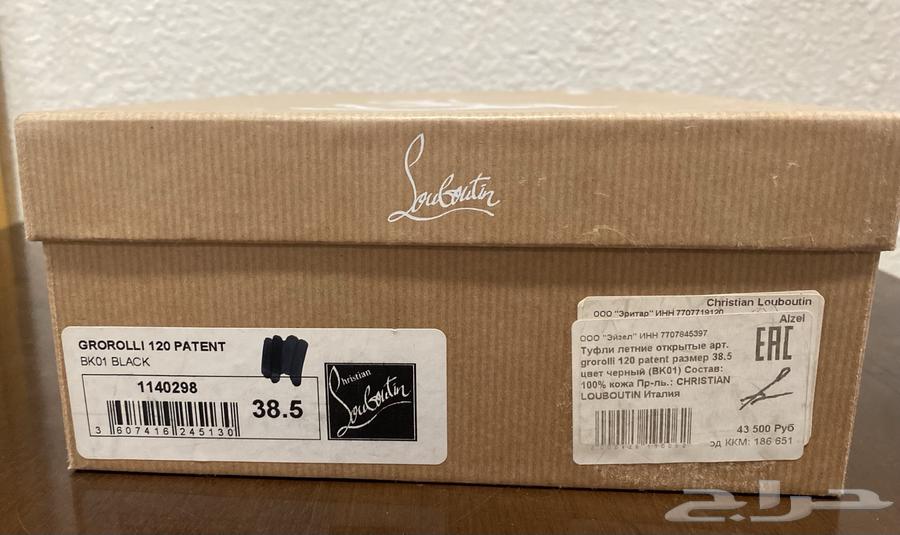 Louboutin
GROROLLI 120 PATENT
BK01 BLACK
1140298
38.5
3 607416 245130
Christian
Louboutin
Christian Louboutin
ООО "Эритар" ИНН 7707719120
Aizel
ООО "Эйзел" ИНН 7707845397
Туфли летние открытые арт.
grorolli 120 patent размер 38.5
цвет черный (BK01) Состав:
100% кожа Пр-ль.: CHRISTIAN
LOUBOUTIN Италия
EAC
43 500 Руб
од ККМ: 186 651
حراج